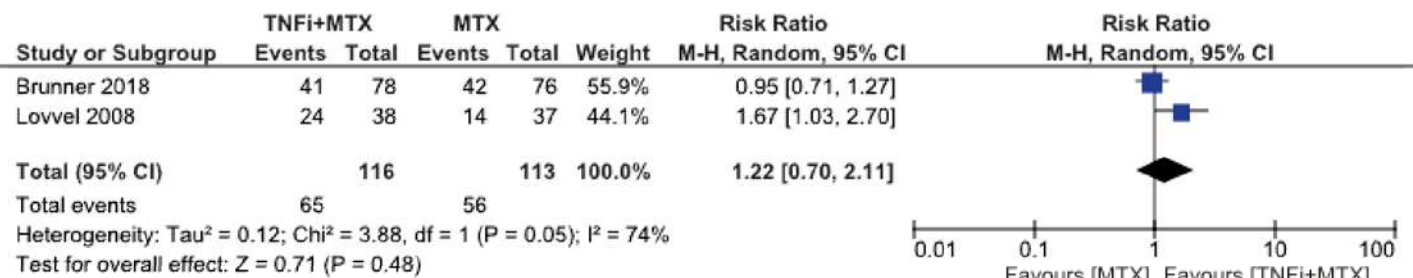 TNFi+MTX MTX Risk Ratio Risk Ratio
Study or Subgroup Events Total Events Total Weight M-H, Random, 95% CI M-H, Random, 95% CI
Brunner 2018 41 78 42 76 55.9% 0.95 [0.71, 1.27]
Lovvel 2008 24 38 14 37 44.1% 1.67 [1.03, 2.70]
Total (95% CI) 116 113 100.0% 1.22 [0.70, 2.11]
Total events 65 56
Heterogeneity: Tau² = 0.12; Chi² = 3.88, df = 1 (P = 0.05); I² = 74%
Test for overall effect: Z = 0.71 (P = 0.48)
0.01 0.1 1 10 100
Favours [MTX] Favours [TNFi+MTX]